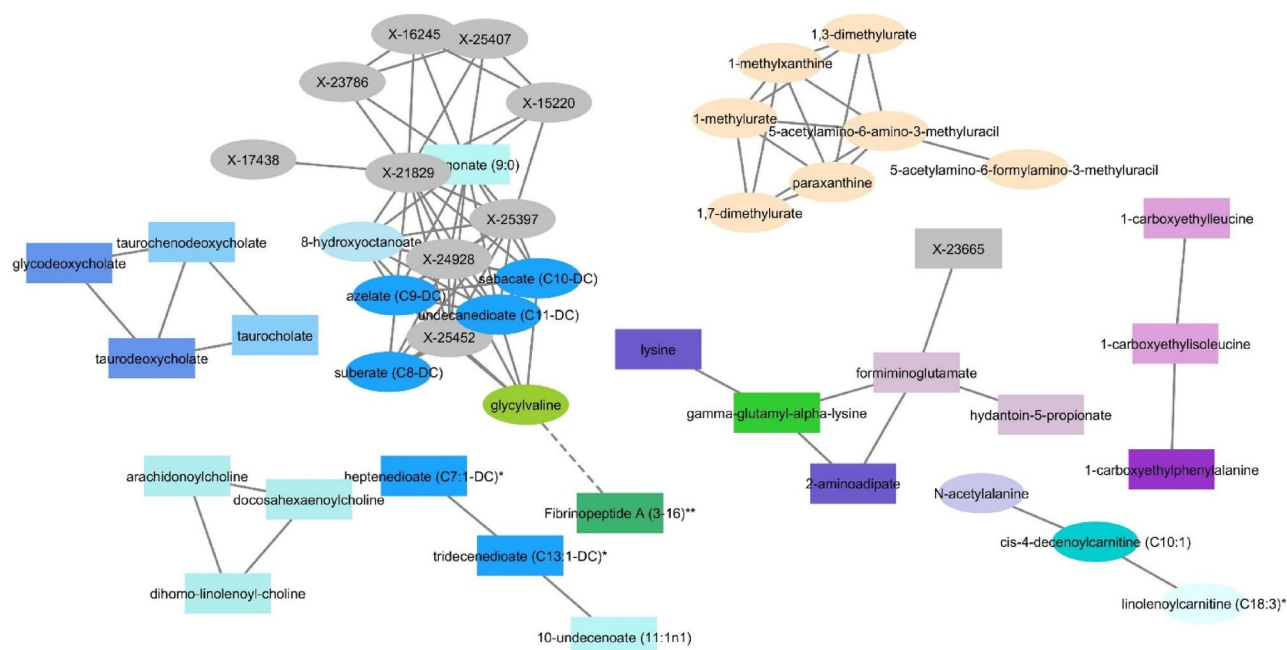 X-16245
X-25407
X-23786
X-15220
X-17438
X-21829
gonate (9:0)
X-25397
8-hydroxyoctanoate
X-24928
sebacate (C10-DC)
azelate (C9-DC)
undecanedioate (C11-DC)
X-25452
suberate (C8-DC)
glycylvaline
Fibrinopeptide A (3-16)**
taurochenodeoxycholate
glycodeoxycholate
taurocholate
taurodeoxycholate
arachidonoylcholine
docosahexaenoylcholine
dihomo-linolenoyl-choline
heptenedioate (C7:1-DC)*
tridecenedioate (C13:1-DC)*
10-undecenoate (11:1n1)
1,3-dimethylurate
1-methylxanthine
1-methylurate
5-acetylamino-6-amino-3-methyluracil
5-acetylamino-6-formylamino-3-methyluracil
paraxanthine
1,7-dimethylurate
X-23665
lysine
formiminoglutamate
gamma-glutamyl-alpha-lysine
hydantoin-5-propionate
2-aminoadipate
1-carboxyethylleucine
1-carboxyethylisoleucine
1-carboxyethylphenylalanine
N-acetylalanine
cis-4-decenoylcarnitine (C10:1)
linolenoylcarnitine (C18:3)*